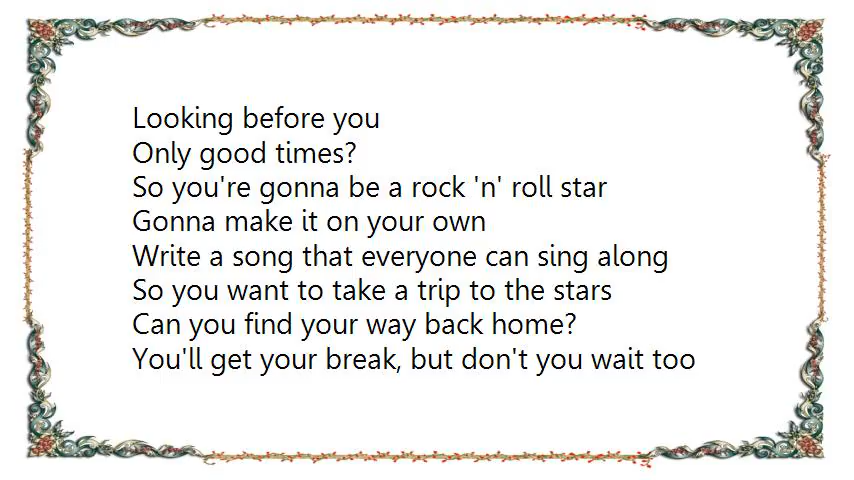 Looking before you
Only good times?
So you're gonna be a rock 'n' roll star
Gonna make it on your own
Write a song that everyone can sing along
So you want to take a trip to the stars
Can you find your way back home?
You'll get your break, but don't you wait too